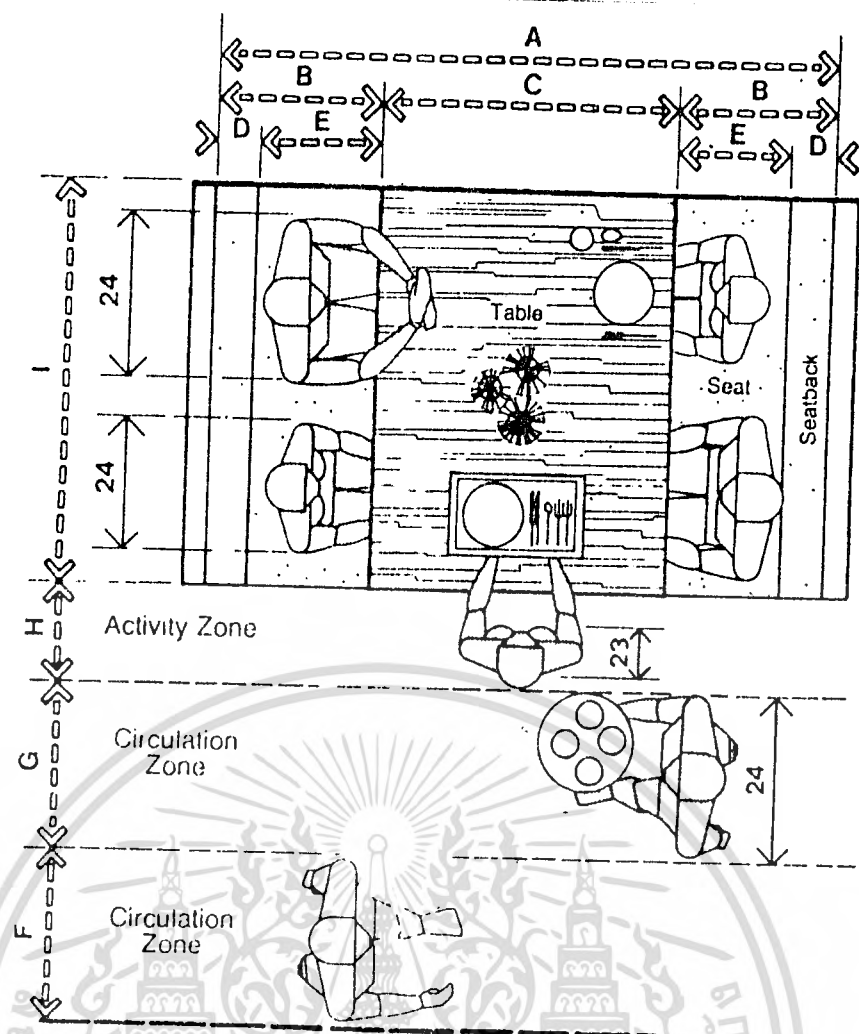 A
B
C
B
D
E
E
D
24
Table
I
Seat
Seatback
24
H
Activity Zone
23
G
Circulation
Zone
24
F
Circulation
Zone